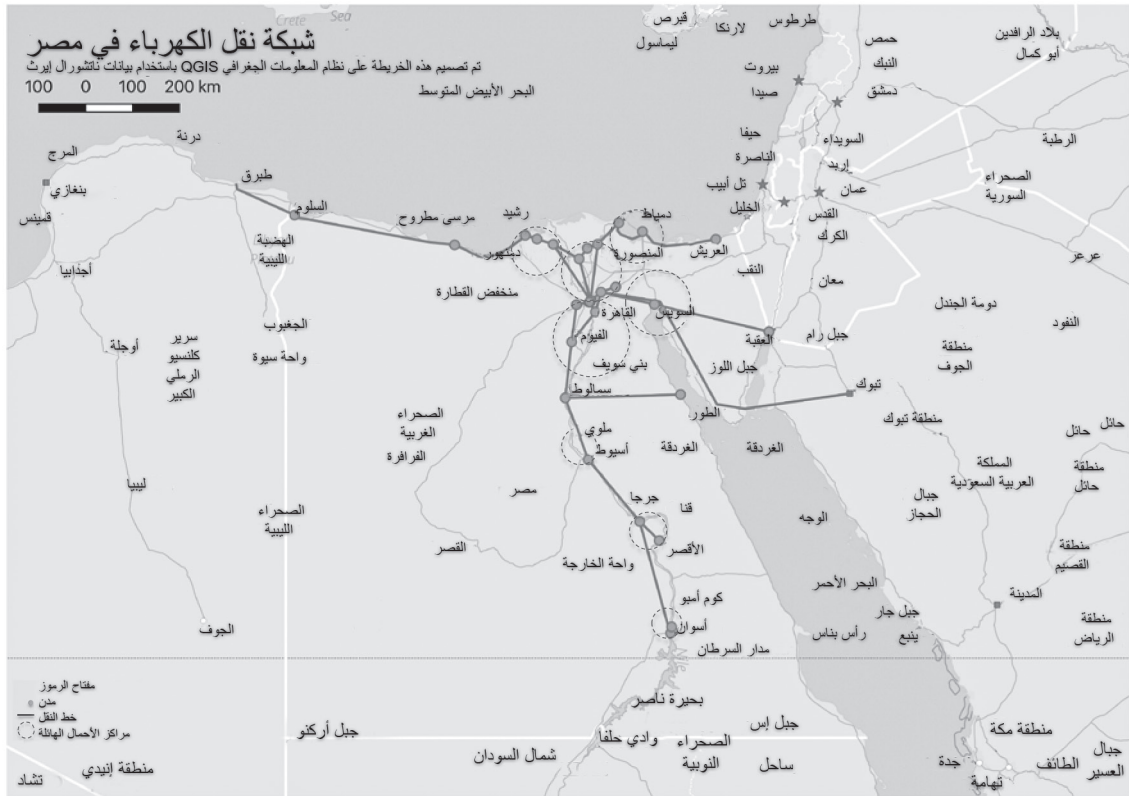 Crete
Sea
شبكة نقل الكهرباء في مصر
تم تصميم هذه الخريطة على نظام المعلومات الجغرافي QGIS باستخدام بيانات ناتشورال إيرث
100 0 100 200 km
البحر الأبيض المتوسط
قبرص
لارنكا
ليماسول
طرطوس
حمص
النبك
بلاد الرافدين
أبو كمال
بيروت
صيدا
دمشق
حيفا
السويداء
الرطبة
الناصرة
إربد
الصحراء
السورية
تل أبيب
عمان
القدس
الخليل
الكرك
درنة
المرج
بنغازي
طبرق
قمينس
السلوم
مرسى مطروح
رشيد
دمياط
دمنهور
المنصورة
العريش
الهضبة
الليبية
النقب
عرعر
أجدابيا
معان
منخفض القطارة
القاهرة
السويس
دومة الجندل
النفود
الجغبوب
العقبة
جبل رام
سرير
كلنسيو
الرملي
الكبير
أوجلة
واحة سيوة
الفيوم
بني سويف
جبل اللوز
منطقة
الجوف
سمالوط
الطور
تبوك
منطقة تبوك
الصحراء
الغربية
الفرافرة
ملوي
أسيوط
الغردقة
الغردقة
حائل
حائل
المملكة
العربية السعودية
منطقة
حائل
ليبيا
مصر
جرجا
قنا
جبال
الحجاز
الوجه
الصحراء
الليبية
القصر
الأقصر
واحة الخارجة
منطقة
القصيم
البحر الأحمر
كوم أمبو
المدينة
جبل جار
أسوان
رأس بناس
ينبع
منطقة
الرياض
الجوف
مدار السرطان
Nile
مفتاح الرموز
مدن
خط النقل
مراكز الأحمال الهائلة
بحيرة ناصر
جبل أركنو
وادي حلفا
جبل إس
الصحراء
النوبية
منطقة مكة
شمال السودان
ساحل
جدة
الطائف
جبال
العسير
تهامة
منطقة إنيدي
تشاد